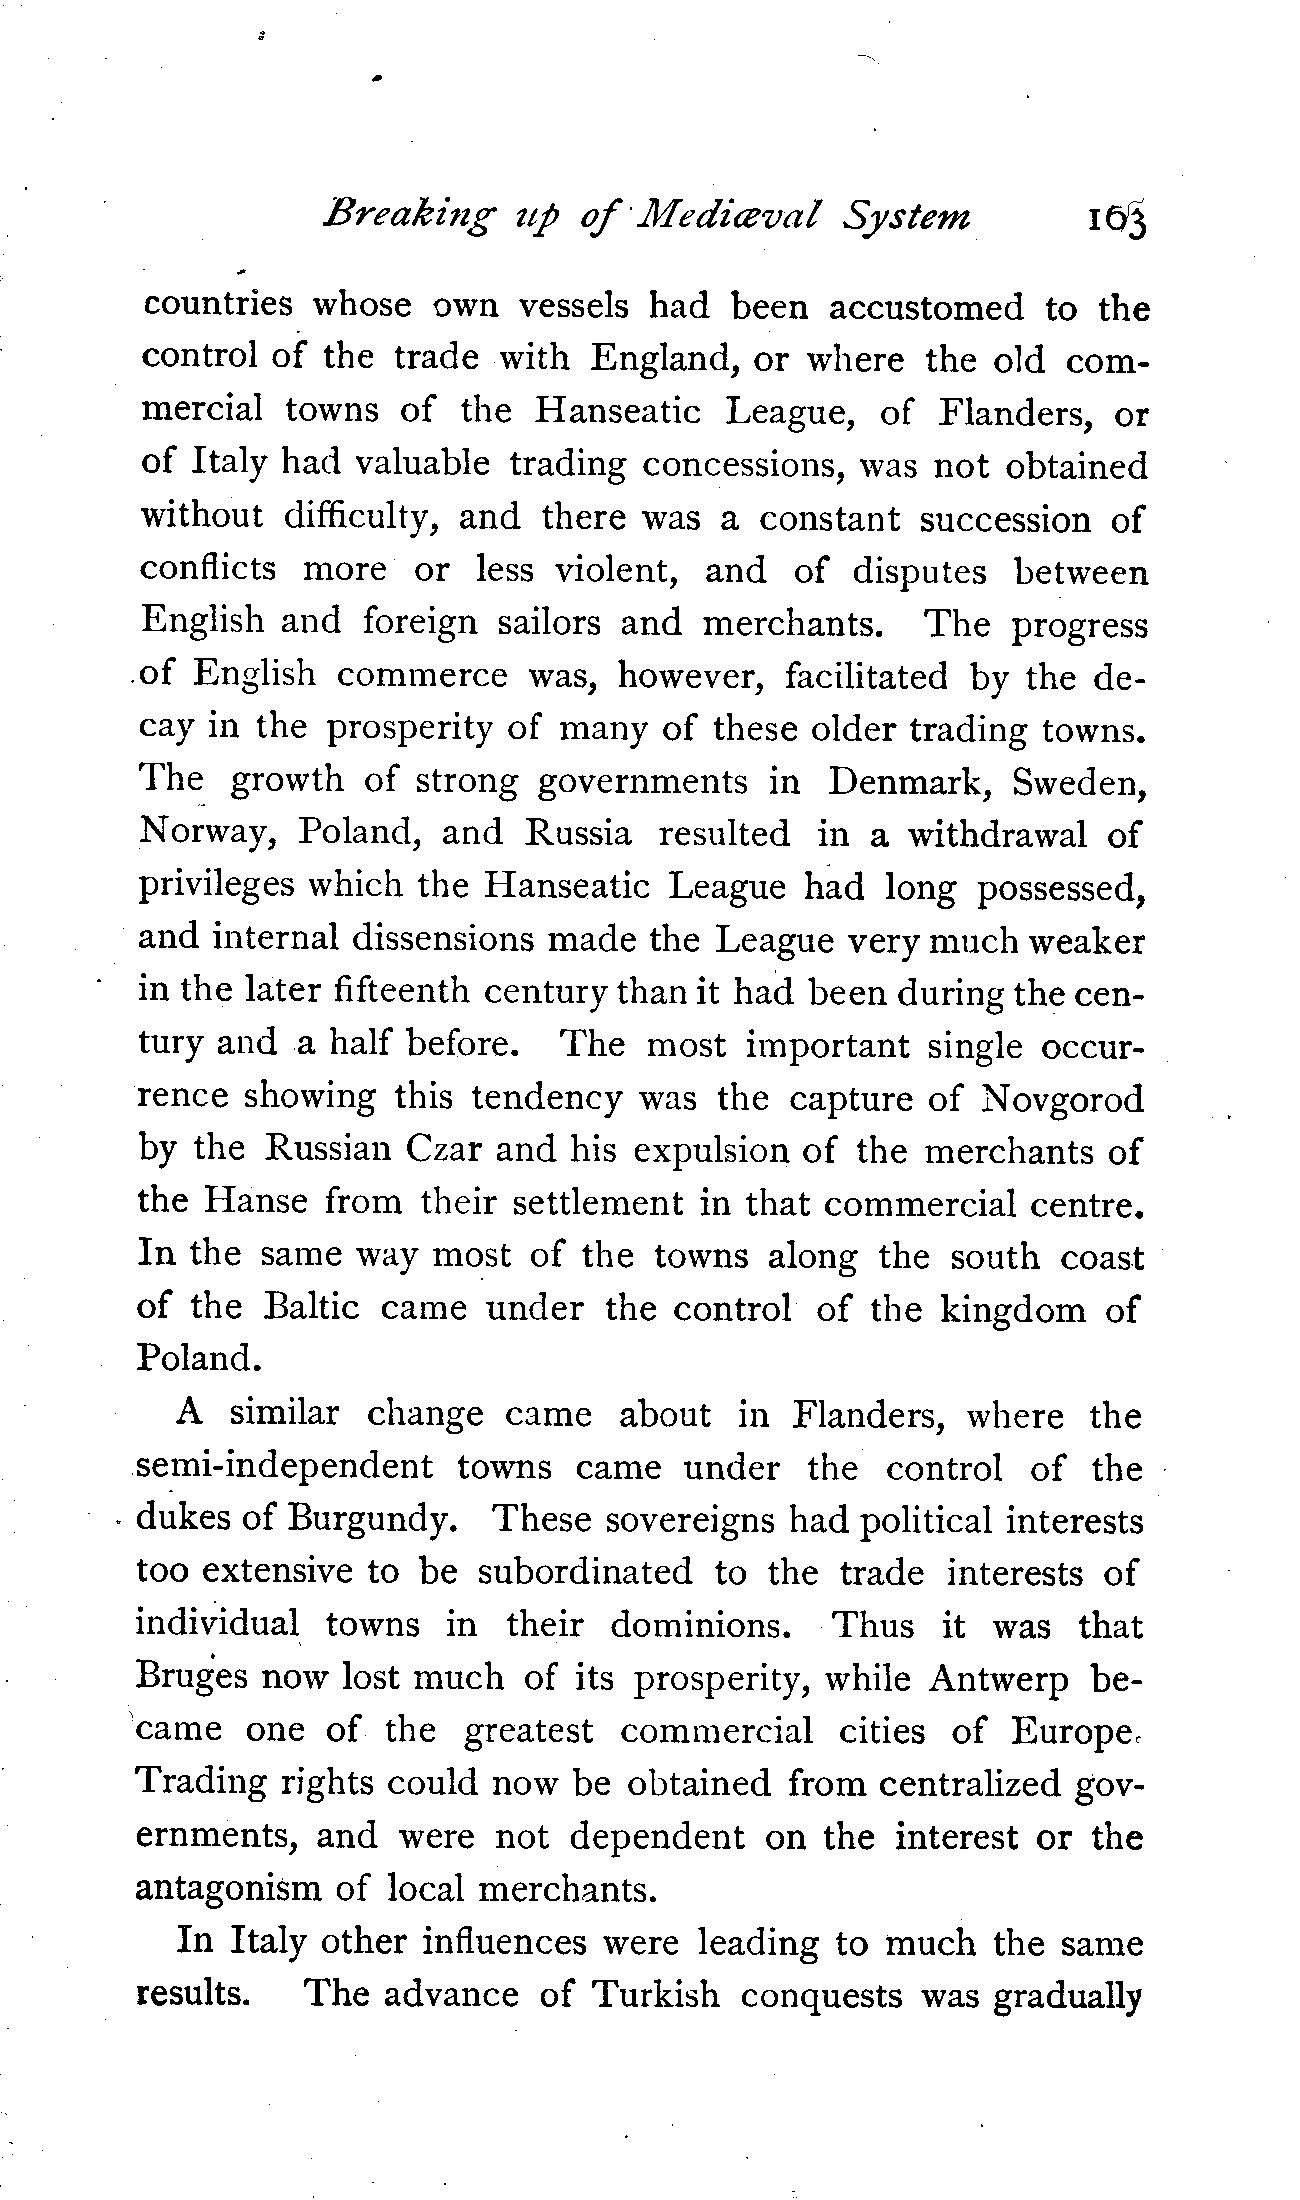 Breaking up of Mediæval System 163
countries whose own vessels had been accustomed to the
control of the trade with England, or where the old com-
mercial towns of the Hanseatic League, of Flanders, or
of Italy had valuable trading concessions, was not obtained
without difficulty, and there was a constant succession of
conflicts more or less violent, and of disputes between
English and foreign sailors and merchants. The progress
of English commerce was, however, facilitated by the de-
cay in the prosperity of many of these older trading towns.
The growth of strong governments in Denmark, Sweden,
Norway, Poland, and Russia resulted in a withdrawal of
privileges which the Hanseatic League had long possessed,
and internal dissensions made the League very much weaker
in the later fifteenth century than it had been during the cen-
tury and a half before. The most important single occur-
rence showing this tendency was the capture of Novgorod
by the Russian Czar and his expulsion of the merchants of
the Hanse from their settlement in that commercial centre.
In the same way most of the towns along the south coast
of the Baltic came under the control of the kingdom of
Poland.
A similar change came about in Flanders, where the
semi-independent towns came under the control of the
dukes of Burgundy. These sovereigns had political interests
too extensive to be subordinated to the trade interests of
individual towns in their dominions. Thus it was that
Bruges now lost much of its prosperity, while Antwerp be-
came one of the greatest commercial cities of Europe.
Trading rights could now be obtained from centralized gov-
ernments, and were not dependent on the interest or the
antagonism of local merchants.
In Italy other influences were leading to much the same
results. The advance of Turkish conquests was gradually